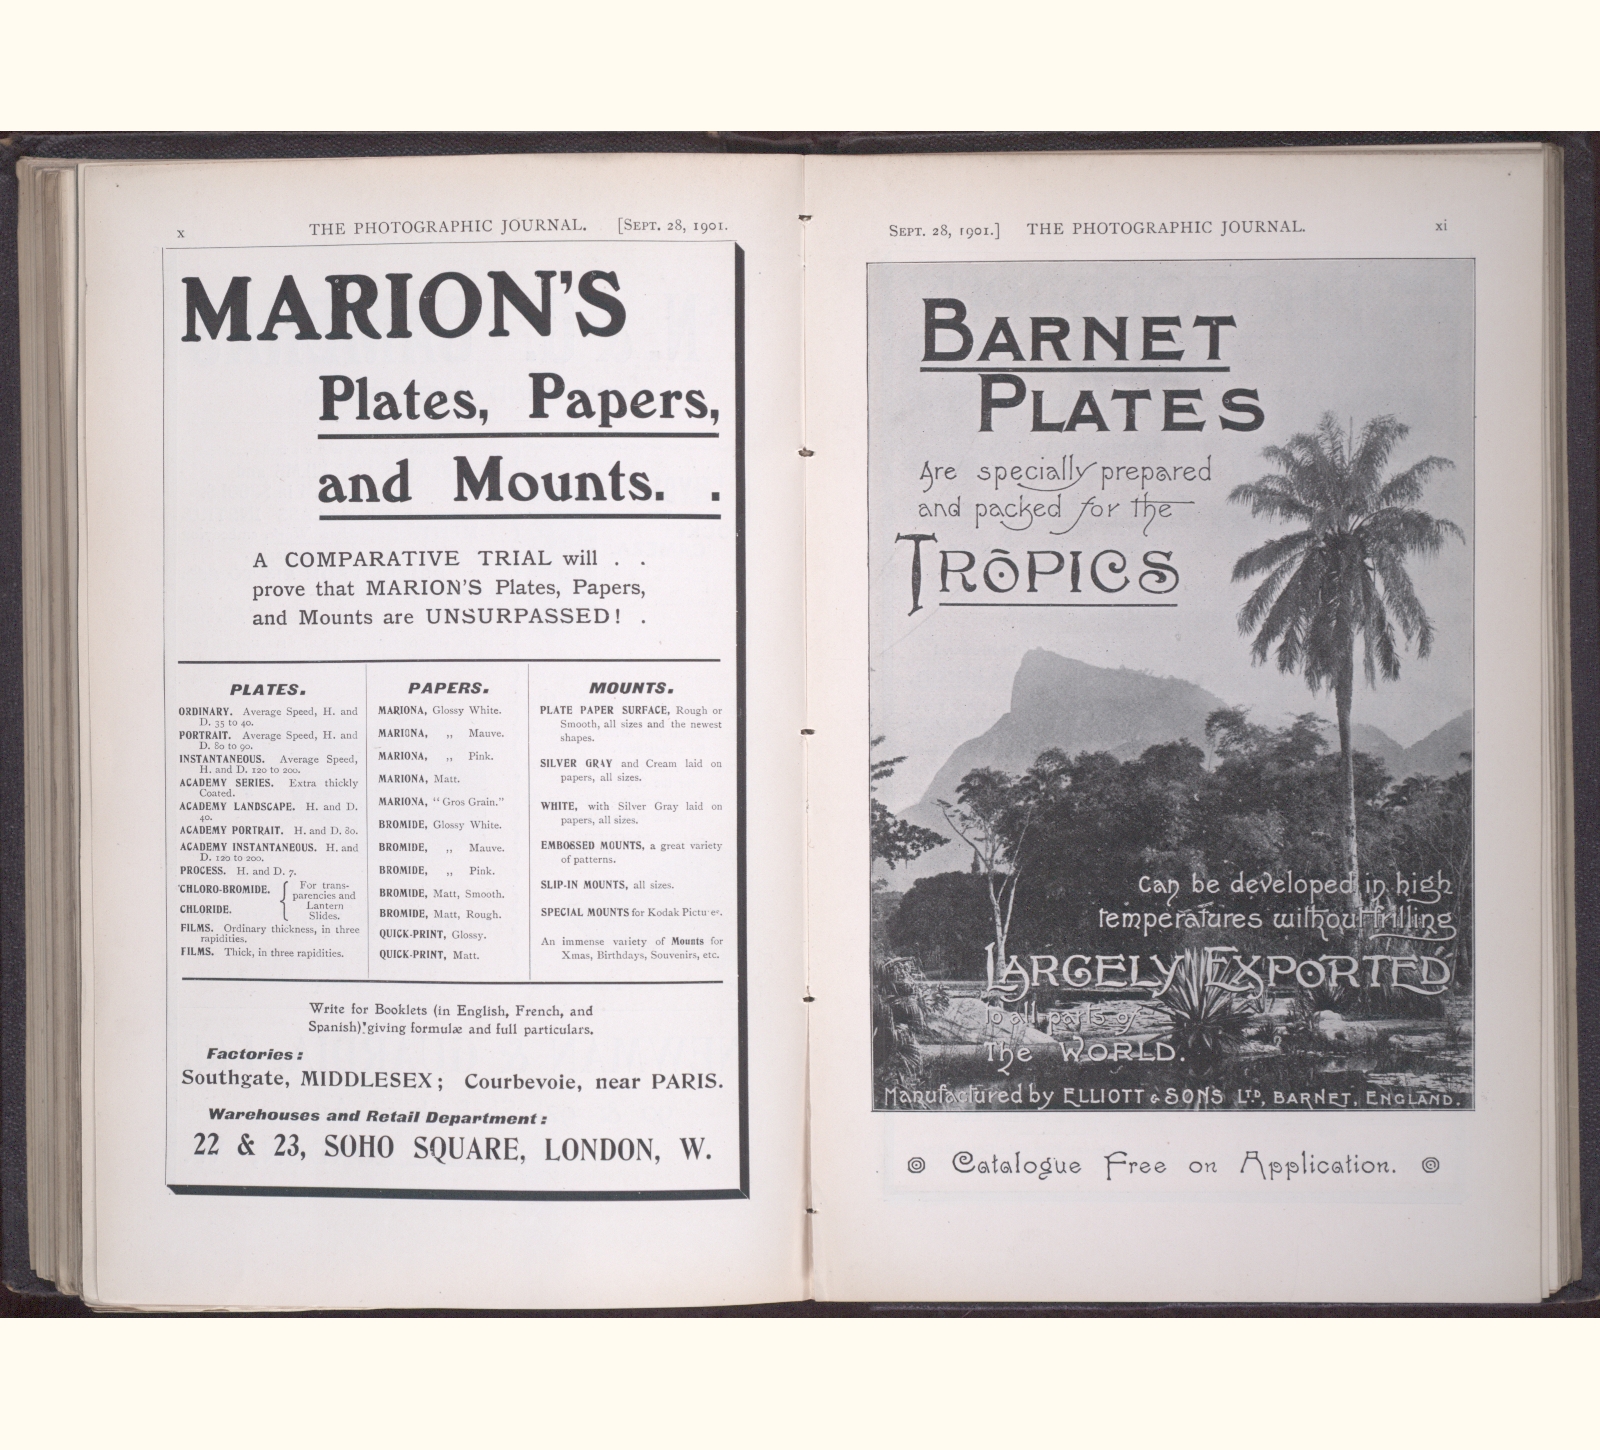 x THE PHOTOGRAPHIC JOURNAL. [SEPT. 28, 1901.
MARION'S
Plates, Papers,
and Mounts. .
A COMPARATIVE TRIAL will . .
prove that MARION'S Plates, Papers,
and Mounts are UNSURPASSED! .
PLATES.
ORDINARY. Average Speed, H. and
D. 35 to 40.
PORTRAIT. Average Speed, H. and
D. 80 to 90.
INSTANTANEOUS. Average Speed,
H. and D. 120 to 200.
ACADEMY SERIES. Extra thickly
Coated.
ACADEMY LANDSCAPE. H. and D.
40.
ACADEMY PORTRAIT. H. and D. 80.
ACADEMY INSTANTANEOUS. H. and
D. 120 to 200.
PROCESS. H. and D. 7.
CHLORO-BROMIDE.
CHLORIDE.
For trans-
parencies and
Lantern
Slides.
FILMS. Ordinary thickness, in three
rapidities.
FILMS. Thick, in three rapidities.
PAPERS.
MARIONA, Glossy White.
MARIONA, „ Mauve.
MARIONA, „ Pink.
MARIONA, Matt.
MARIONA, "Gros Grain."
BROMIDE, Glossy White.
BROMIDE, „ Mauve.
BROMIDE, „ Pink.
BROMIDE, Matt, Smooth.
BROMIDE, Matt, Rough.
QUICK-PRINT, Glossy.
QUICK-PRINT, Matt.
MOUNTS.
PLATE PAPER SURFACE, Rough or
Smooth, all sizes and the newest
shapes.
SILVER GRAY and Cream laid on
papers, all sizes.
WHITE, with Silver Gray laid on
papers, all sizes.
EMBOSSED MOUNTS, a great variety
of patterns.
SLIP-IN MOUNTS, all sizes.
SPECIAL MOUNTS for Kodak Pictures.
An immense variety of Mounts for
Xmas, Birthdays, Souvenirs, etc.
Write for Booklets (in English, French, and
Spanish) giving formulæ and full particulars.
Factories:
Southgate, MIDDLESEX; Courbevoie, near PARIS.
Warehouses and Retail Department:
22 & 23, SOHO SQUARE, LONDON, W.
SEPT. 28, 1901.] THE PHOTOGRAPHIC JOURNAL. xi
BARNET
PLATES
Are specially prepared
and packed for the
TROPICS
Can be developed in high
temperatures without frilling
LARGELY EXPORTED
to all parts of
The WORLD.
Manufactured by ELLIOTT & SONS LTD, BARNET, ENGLAND.
Catalogue Free on Application.